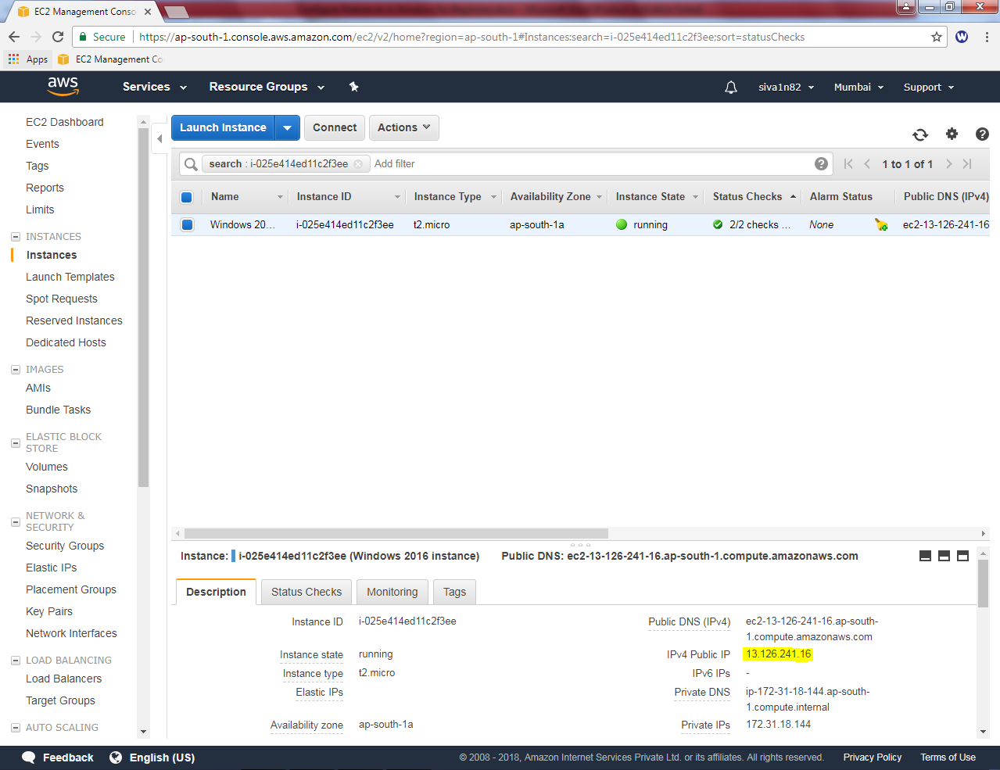 EC2 Management Conso
Secure
https://ap-south-1.console.aws.amazon.com/ec2/v2/home?region=ap-south-1#Instances:search=i-025e414ed11c2f3ee;sort=statusChecks
W
Apps
EC2 Management Co
aws
Services
Resource Groups
siva1n82
Mumbai
Support
EC2 Dashboard
Events
Tags
Reports
Limits
INSTANCES
Instances
Launch Templates
Spot Requests
Reserved Instances
Dedicated Hosts
IMAGES
AMIs
Bundle Tasks
ELASTIC BLOCK
STORE
Volumes
Snapshots
NETWORK &
SECURITY
Security Groups
Elastic IPs
Placement Groups
Key Pairs
Network Interfaces
LOAD BALANCING
Load Balancers
Target Groups
AUTO SCALING
Launch Instance
Connect
Actions
search : i-025e414ed11c2f3ee
Add filter
1 to 1 of 1
Name Instance ID Instance Type Availability Zone Instance State Status Checks Alarm Status Public DNS (IPv4)
Windows 20... i-025e414ed11c2f3ee t2.micro ap-south-1a running 2/2 checks ... None ec2-13-126-241-16
Instance: i-025e414ed11c2f3ee (Windows 2016 instance) Public DNS: ec2-13-126-241-16.ap-south-1.compute.amazonaws.com
Description
Status Checks
Monitoring
Tags
Instance ID i-025e414ed11c2f3ee
Instance state running
Instance type t2.micro
Elastic IPs
Availability zone ap-south-1a
Public DNS (IPv4) ec2-13-126-241-16.ap-south-
1.compute.amazonaws.com
IPv4 Public IP 13.126.241.16
IPv6 IPs -
Private DNS ip-172-31-18-144.ap-south-
1.compute.internal
Private IPs 172.31.18.144
Feedback
English (US)
© 2008 - 2018, Amazon Internet Services Private Ltd. or its affiliates. All rights reserved.
Privacy Policy
Terms of Use